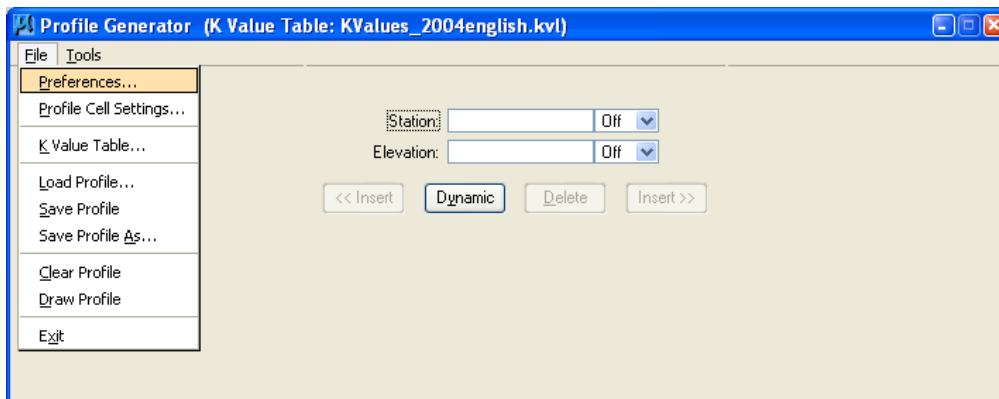 Profile Generator (K Value Table: KValues_2004english.kvl)
File Tools
Preferences...
Profile Cell Settings...
K Value Table...
Load Profile...
Save Profile
Save Profile As...
Clear Profile
Draw Profile
Exit
Station: Off
Elevation: Off
<< Insert Dynamic Delete Insert >>